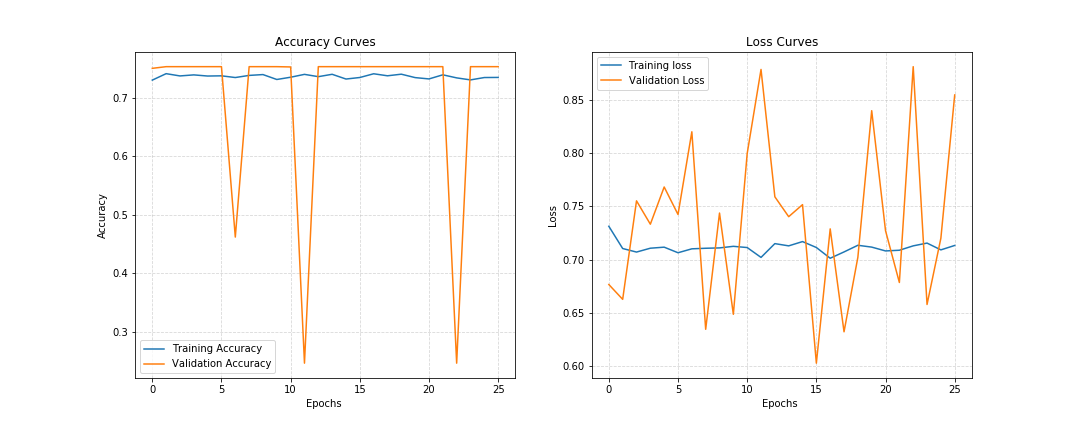 Accuracy Curves
Accuracy
0.7
0.6
0.5
0.4
0.3
Training Accuracy
Validation Accuracy
0 5 10 15 20 25
Epochs
Loss Curves
Training loss
Validation Loss
Loss
0.85
0.80
0.75
0.70
0.65
0.60
0 5 10 15 20 25
Epochs